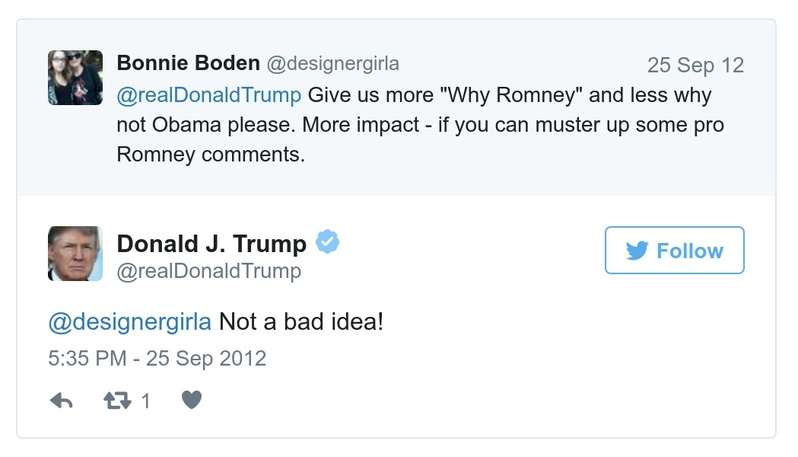 Bonnie Boden @designergirla 25 Sep 12
@realDonaldTrump Give us more "Why Romney" and less why
not Obama please. More impact - if you can muster up some pro
Romney comments.
Donald J. Trump
@realDonaldTrump
Follow
@designergirla Not a bad idea!
5:35 PM - 25 Sep 2012
1